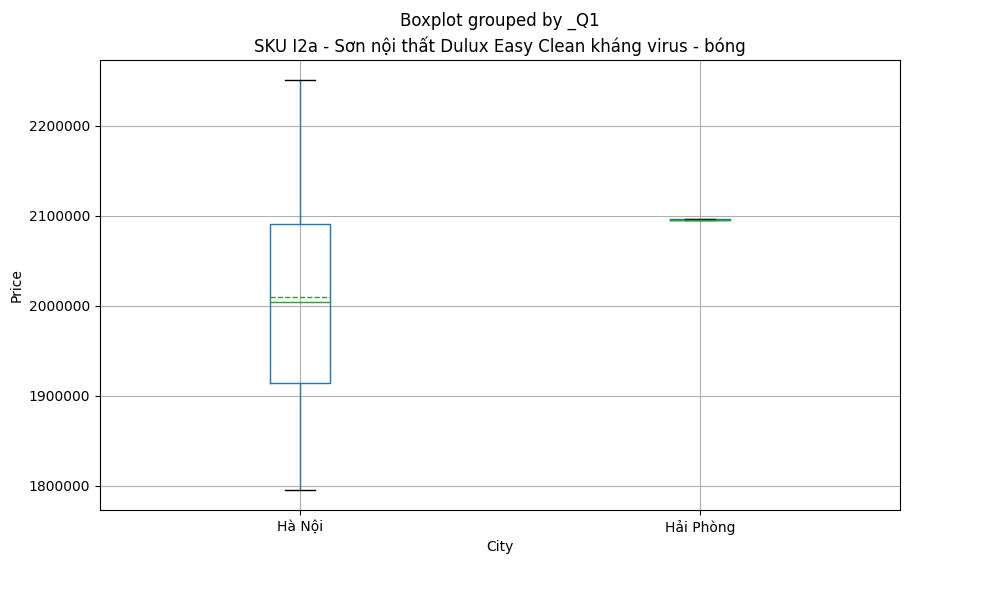 Boxplot grouped by _Q1
SKU I2a - Sơn nội thất Dulux Easy Clean kháng virus - bóng
2200000
2100000
2000000
1900000
1800000
Price
Hà Nội
Hải Phòng
City